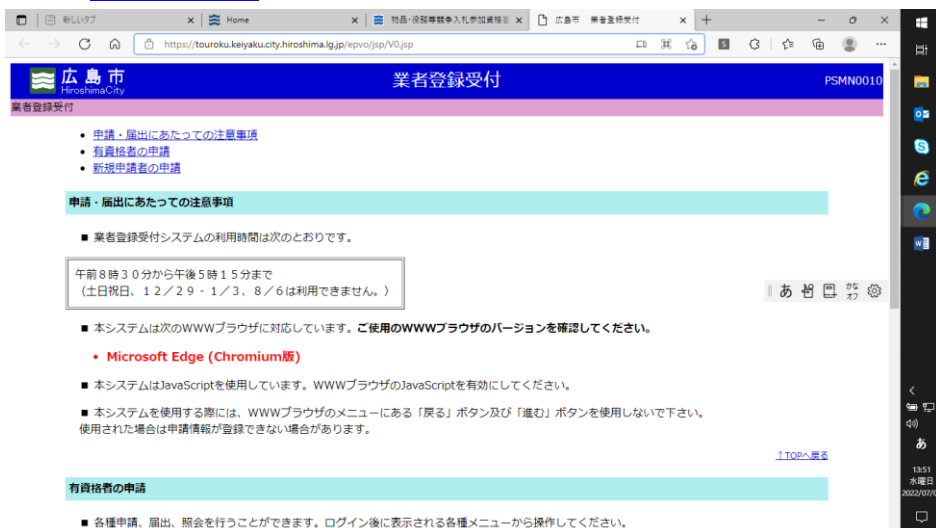 新しいタブ
Home
物品・役務等競争入札参加資格
広島市 業者登録受付
https://touroku.keiyaku.city.hiroshima.lg.jp/epvo/jsp/V0.jsp
広島市
HiroshimaCity
業者登録受付
PSMN0010
業者登録受付
• 申請・届出にあたっての注意事項
• 有資格者の申請
• 新規申請者の申請
申請・届出にあたっての注意事項
■ 業者登録受付システムの利用時間は次のとおりです。
午前8時30分から午後5時15分まで
(土日祝日、12/29 - 1/3、8/6は利用できません。)
あ
かな
オフ
■ 本システムは次のWWWブラウザに対応しています。ご使用のWWWブラウザのバージョンを確認してください。
• Microsoft Edge (Chromium版)
■ 本システムはJavaScriptを使用しています。WWWブラウザのJavaScriptを有効にしてください。
■ 本システムを使用する際には、WWWブラウザのメニューにある「戻る」ボタン及び「進む」ボタンを使用しないで下さい。
使用された場合は申請情報が登録できない場合があります。
↑TOPへ戻る
有資格者の申請
■ 各種申請、届出、照会を行うことができます。ログイン後に表示される各種メニューから操作してください。
あ
13:51
水曜日
2022/07/0